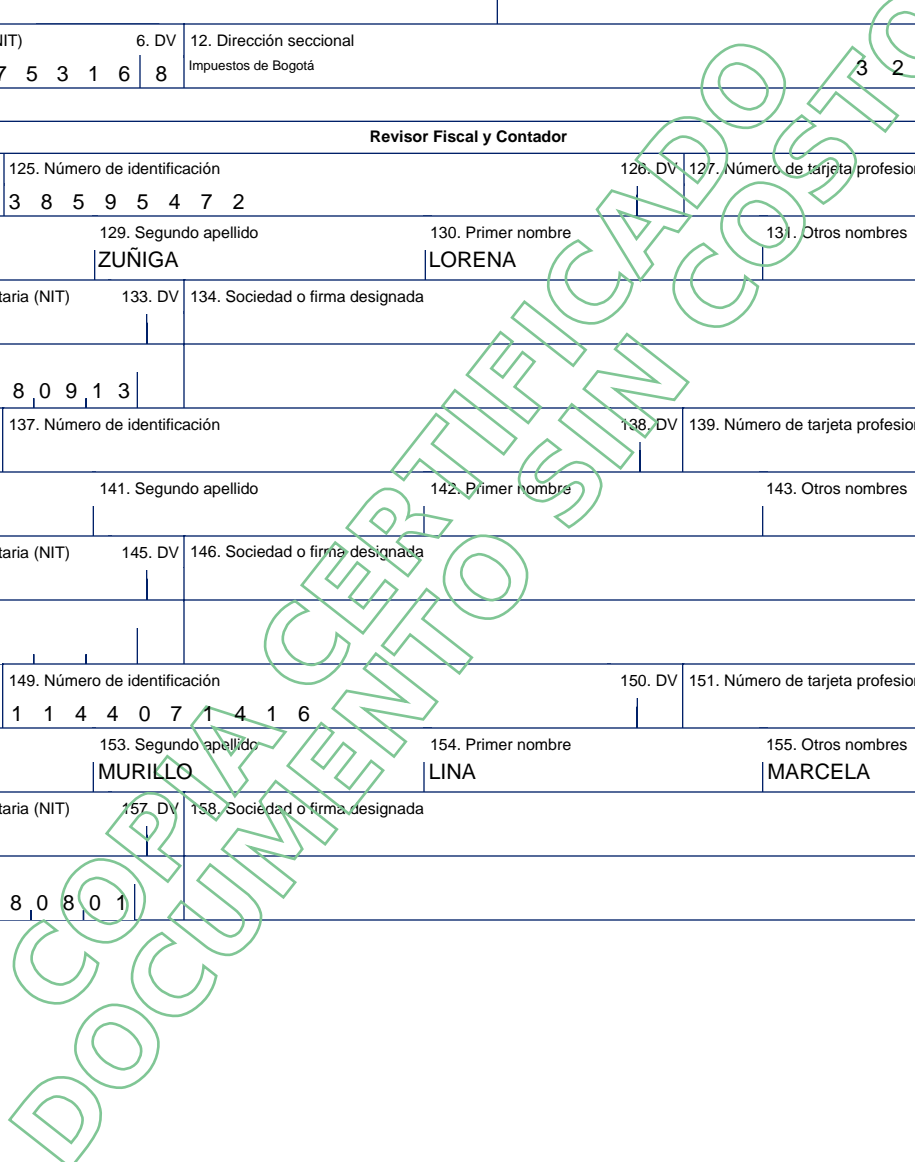 IIT) 6. DV 12. Dirección seccional
7 5 3 1 6 8 Impuestos de Bogotá 3 2
Revisor Fiscal y Contador
125. Número de identificación 126. DV 127. Número de tarjeta profesion
3 8 5 9 5 4 7 2
129. Segundo apellido 130. Primer nombre 131. Otros nombres
ZUÑIGA LORENA
taria (NIT) 133. DV 134. Sociedad o firma designada
8 0 9 1 3
137. Número de identificación 138. DV 139. Número de tarjeta profesion
141. Segundo apellido 142. Primer nombre 143. Otros nombres
taria (NIT) 145. DV 146. Sociedad o firma designada
149. Número de identificación 150. DV 151. Número de tarjeta profesion
1 1 4 4 0 7 1 4 1 6
153. Segundo apellido 154. Primer nombre 155. Otros nombres
MURILLO LINA MARCELA
taria (NIT) 157. DV 158. Sociedad o firma designada
8 0 8 0 1
COPIA CERTIFICADO
DOCUMENTO SIN COSTO